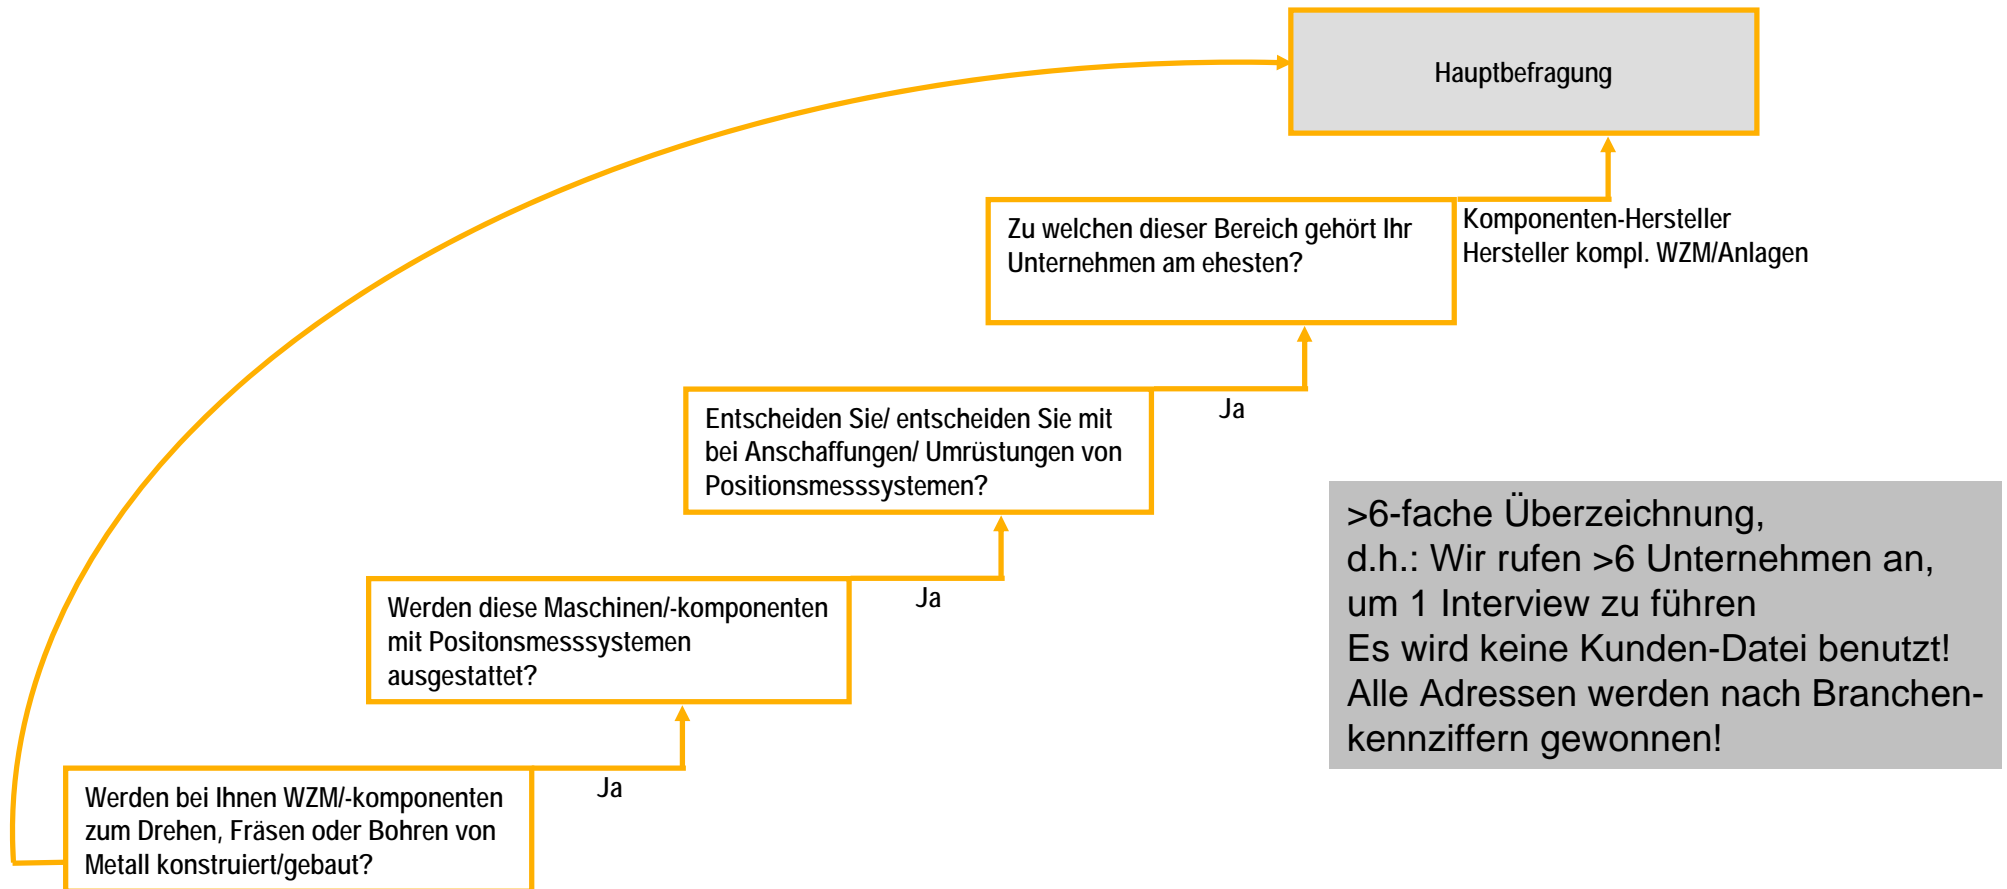 Hauptbefragung
Zu welchen dieser Bereich gehört Ihr
Unternehmen am ehesten?
Komponenten-Hersteller
Hersteller kompl. WZM/Anlagen
Entscheiden Sie/ entscheiden Sie mit
bei Anschaffungen/ Umrüstungen von
Positionsmesssystemen?
Ja
Werden diese Maschinen/-komponenten
mit Positonsmesssystemen
ausgestattet?
Ja
Werden bei Ihnen WZM/-komponenten
zum Drehen, Fräsen oder Bohren von
Metall konstruiert/gebaut?
Ja
>6-fache Überzeichnung,
d.h.: Wir rufen >6 Unternehmen an,
um 1 Interview zu führen
Es wird keine Kunden-Datei benutzt!
Alle Adressen werden nach Branchen-
kennziffern gewonnen!